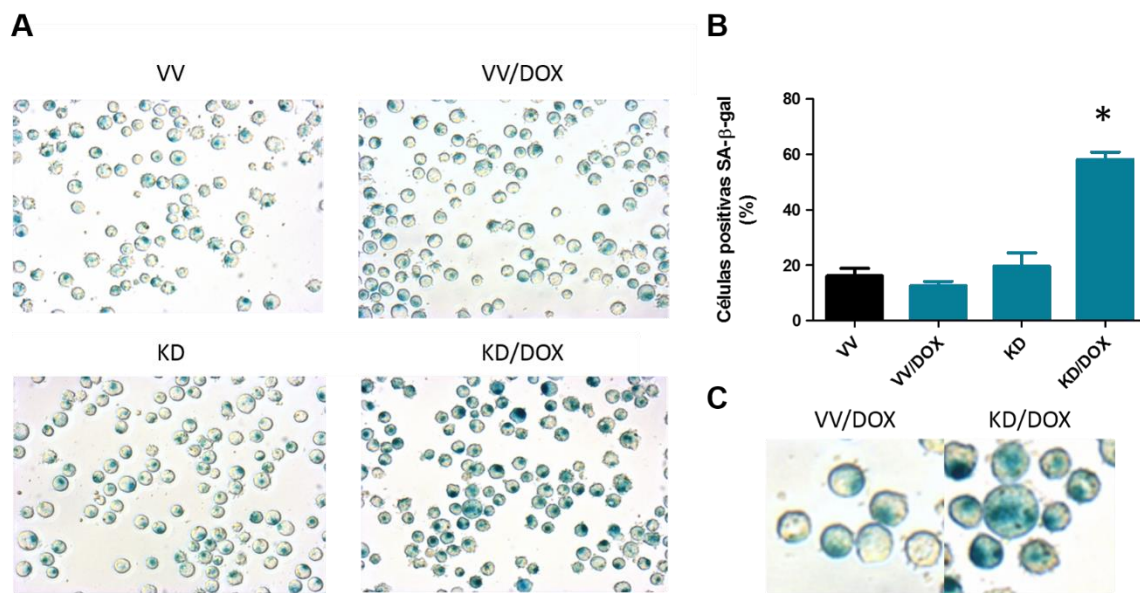 A
VV
VV/DOX
KD
KD/DOX
B
Células positivas SA-β-gal
(%)
80
60
40
20
0
*
VV
VV/DOX
KD
KD/DOX
C
VV/DOX
KD/DOX